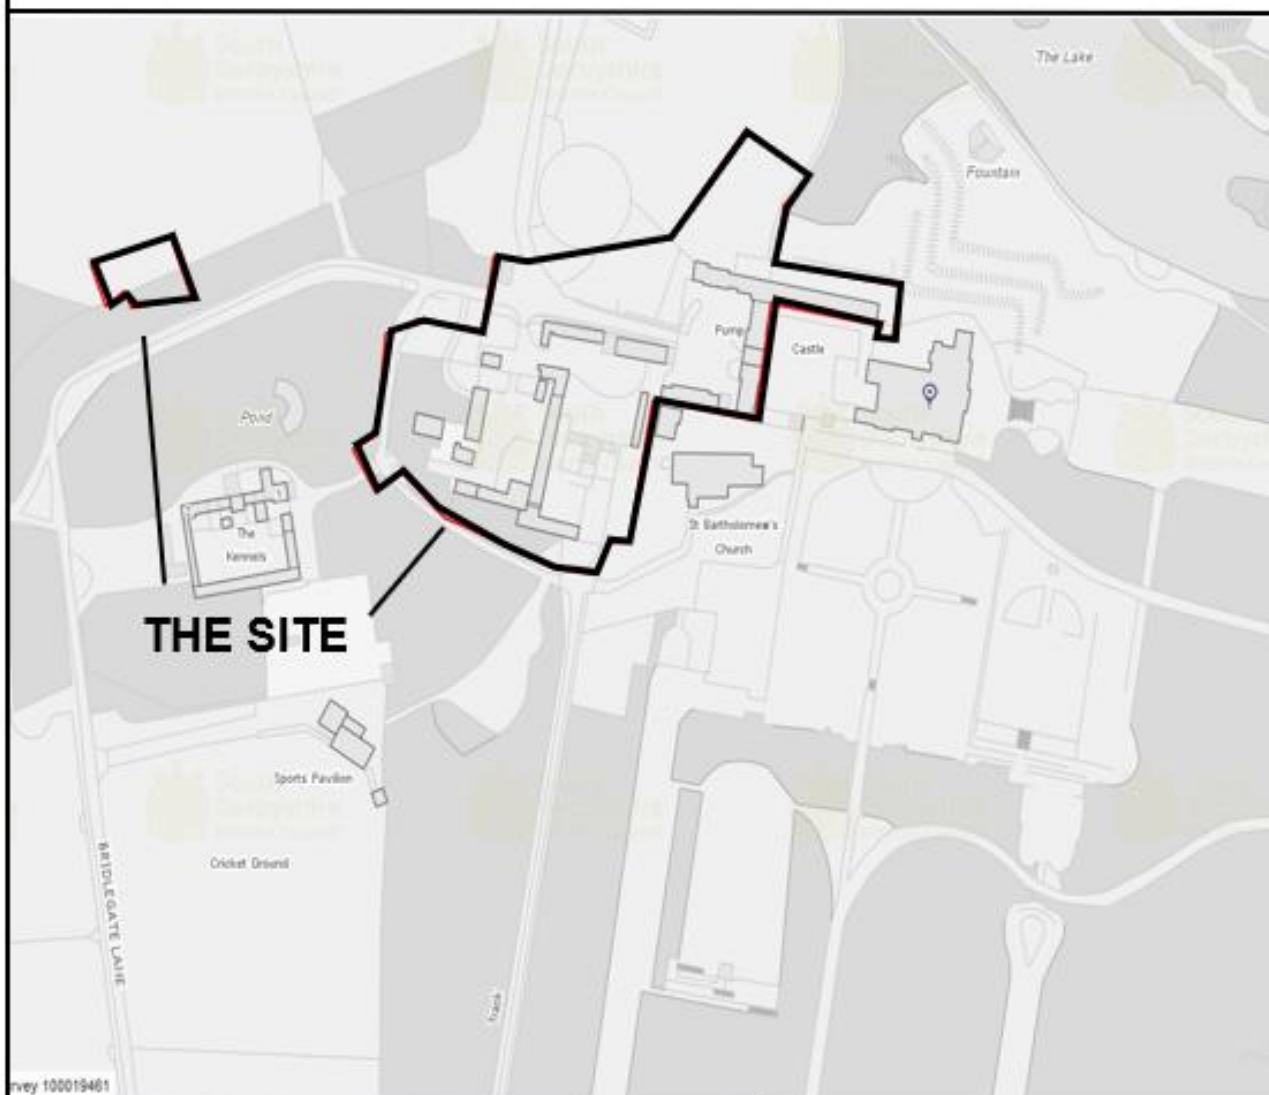 The Lake
Fountain
Pump
Castle
Pond
The
Kennels
St Bartholomew's
Church
THE SITE
Sports Pavilion
Cricket Ground
BRIDLEGATE LANE
Track
rvey 100019461